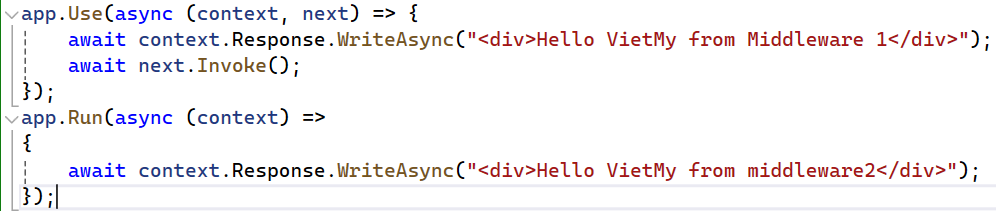 app.Use(async (context, next) => {
    await context.Response.WriteAsync("<div>Hello VietMy from Middleware 1</div>");
    await next.Invoke();
});
app.Run(async (context) =>
{
    await context.Response.WriteAsync("<div>Hello VietMy from middleware2</div>");
});